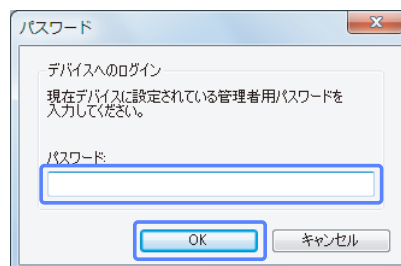 パスワード
デバイスへのログイン
現在デバイスに設定されている管理者用パスワードを
入力してください。
パスワード:
OK キャンセル